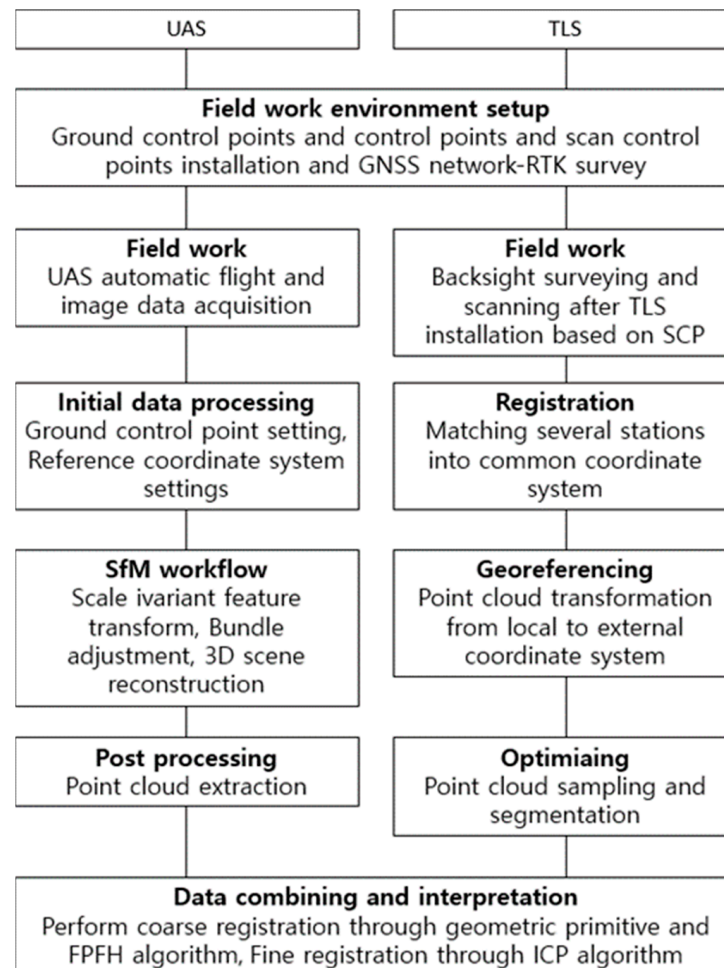 UAS
TLS
Field work environment setup
Ground control points and control points and scan control
points installation and GNSS network-RTK survey
Field work
UAS automatic flight and
image data acquisition
Field work
Backsight surveying and
scanning after TLS
installation based on SCP
Initial data processing
Ground control point setting,
Reference coordinate system
settings
Registration
Matching several stations
into common coordinate
system
SfM workflow
Scale ivariant feature
transform, Bundle
adjustment, 3D scene
reconstruction
Georeferencing
Point cloud transformation
from local to external
coordinate system
Post processing
Point cloud extraction
Optimiaing
Point cloud sampling and
segmentation
Data combining and interpretation
Perform coarse registration through geometric primitive and
FPFH algorithm, Fine registration through ICP algorithm